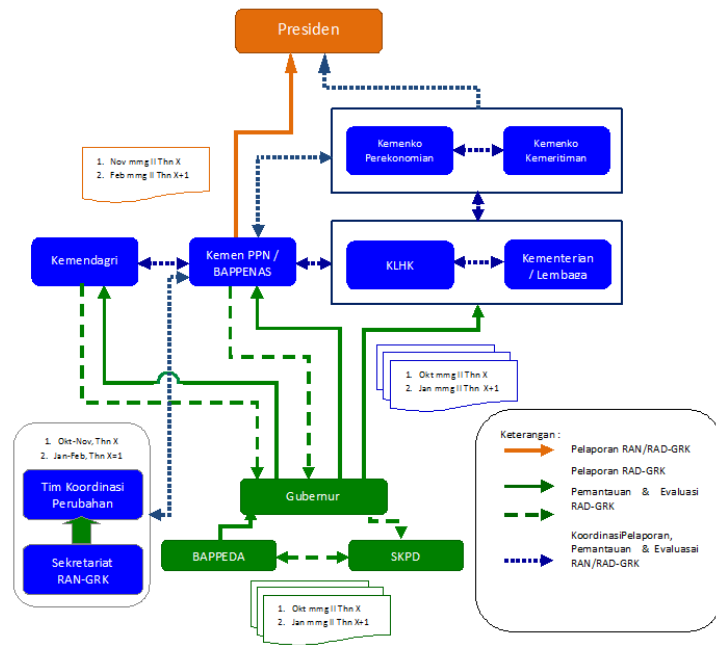 Presiden
Kemenko
Perekonomian
Kemenko
Kemeritiman
1. Nov mmg II Thn X
2. Feb mmg II Thn X+1
Kemendagri
Kemen PPN /
BAPPENAS
KLHK
Kementerian
/ Lembaga
1. Okt mmg II Thn X
2. Jan mmg II Thn X+1
1. Okt-Nov, Thn X
2. Jan-Feb, Thn X=1
Tim Koordinasi
Perubahan
Sekretariat
RAN-GRK
Gubernur
BAPPEDA
SKPD
1. Okt mmg II Thn X
2. Jan mmg II Thn X+1
Keterangan :
Pelaporan RAN/RAD-GRK
Pelaporan RAD-GRK
Pemantauan & Evaluasi
RAD-GRK
KoordinasiPelaporan,
Pemantauan & Evaluasai
RAN/RAD-GRK